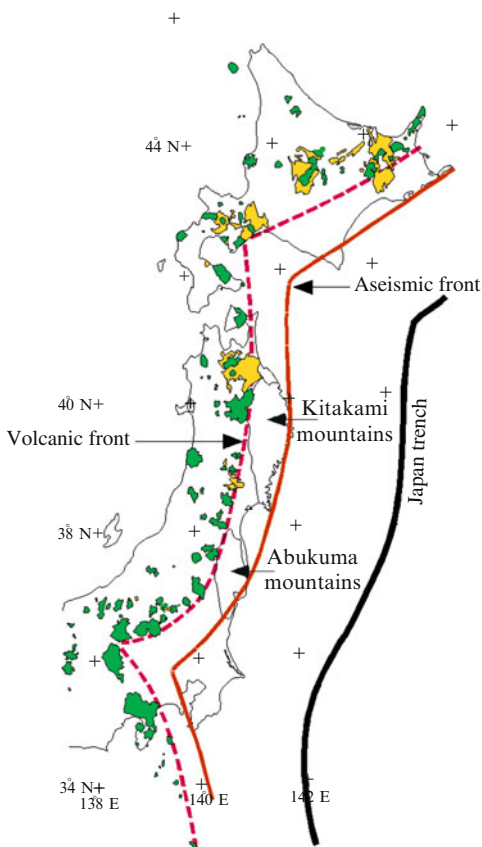 44° N
Aseismic front
40° N
Kitakami
mountains
Volcanic front
Japan trench
38° N
Abukuma
mountains
34° N
138° E
140° E
142° E